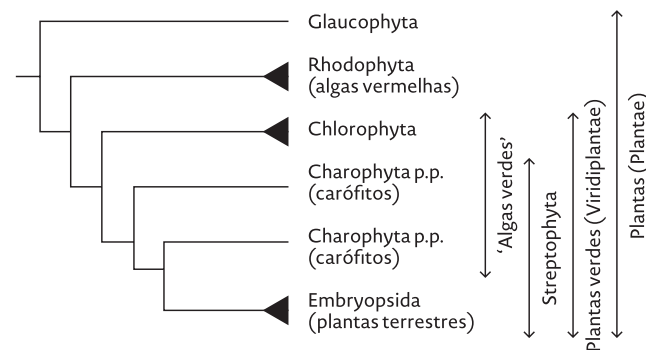 Glaucophyta
Rhodophyta
(algas vermelhas)
Chlorophyta
Charophyta p.p.
(carófitos)
Charophyta p.p.
(carófitos)
Embryopsida
(plantas terrestres)
‘Algas verdes’
Streptophyta
Plantas verdes (Viridiplantae)
Plantas (Plantae)